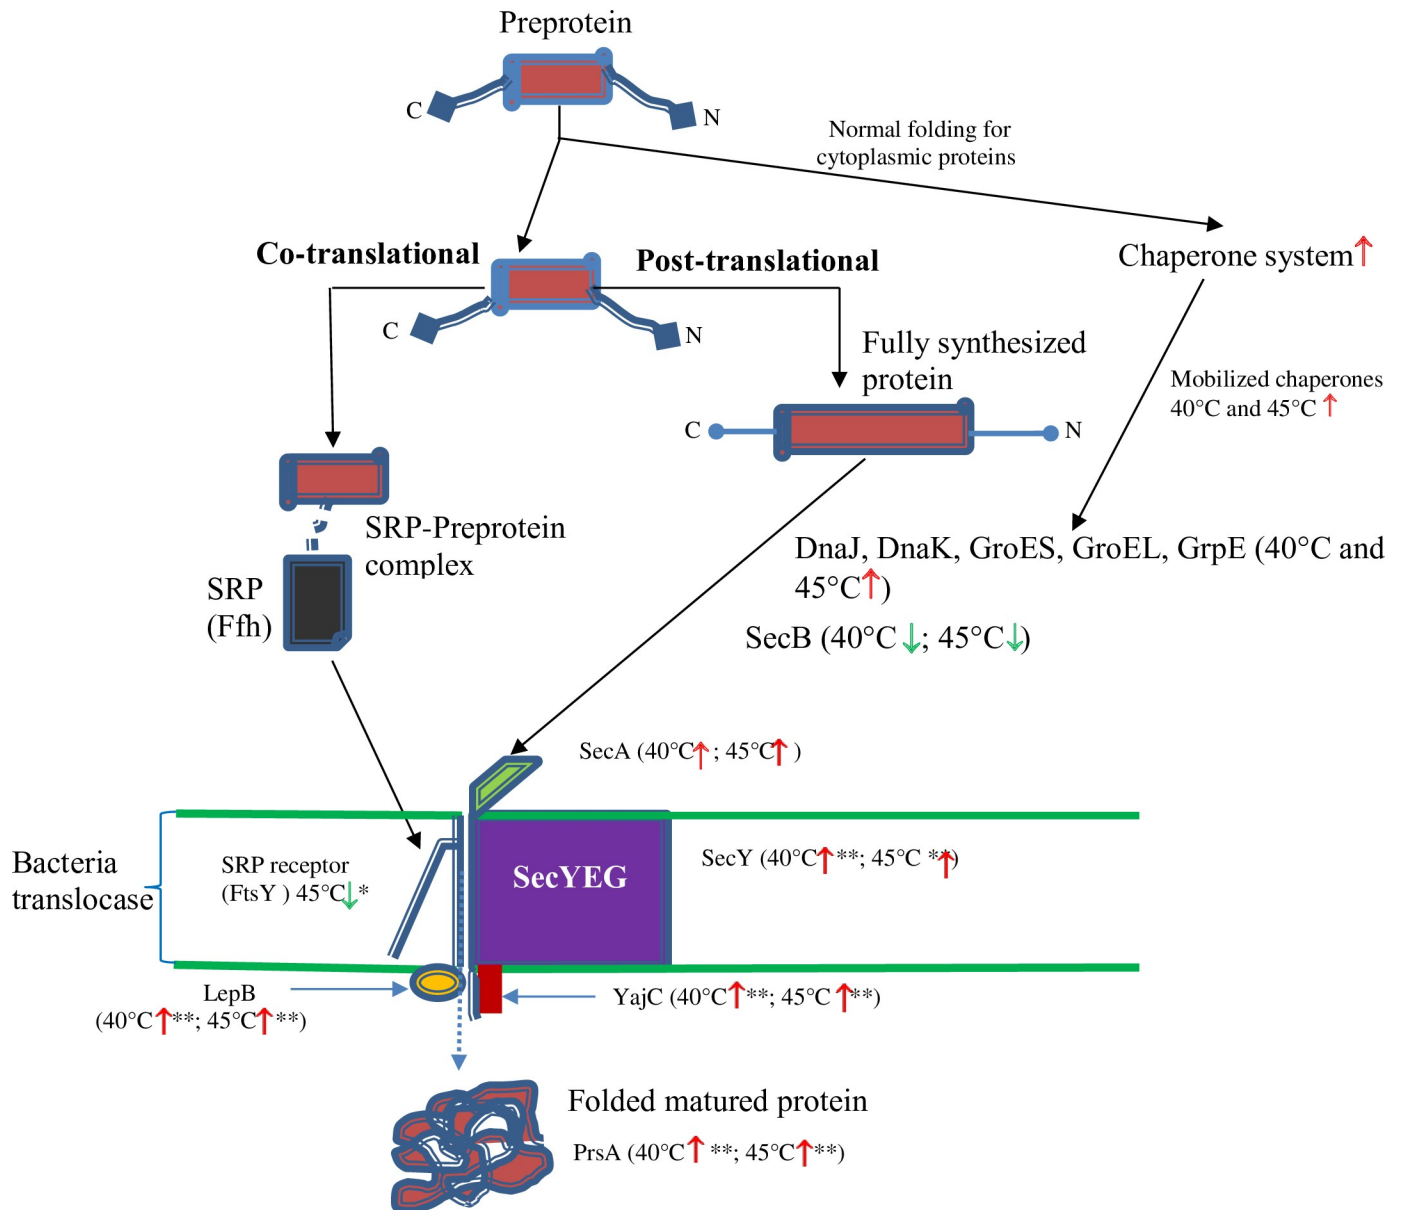 Preprotein
C
N
Normal folding for
cytoplasmic proteins
Co-translational
Post-translational
Chaperone system↑
C
N
Fully synthesized
protein
Mobilized chaperones
40°C and 45°C ↑
C
N
SRP-Preprotein
complex
SRP
(Ffh)
DnaJ, DnaK, GroES, GroEL, GrpE (40°C and
45°C↑)
SecB (40°C↓; 45°C↓)
SecA (40°C↑; 45°C↑ )
Bacteria
translocase
SRP receptor
(FtsY ) 45°C↓*
SecYEG
SecY (40°C↑**; 45°C **↑)
LepB
(40°C↑**; 45°C↑**)
YajC (40°C↑**; 45°C↑**)
Folded matured protein
PrsA (40°C↑ **; 45°C↑**)